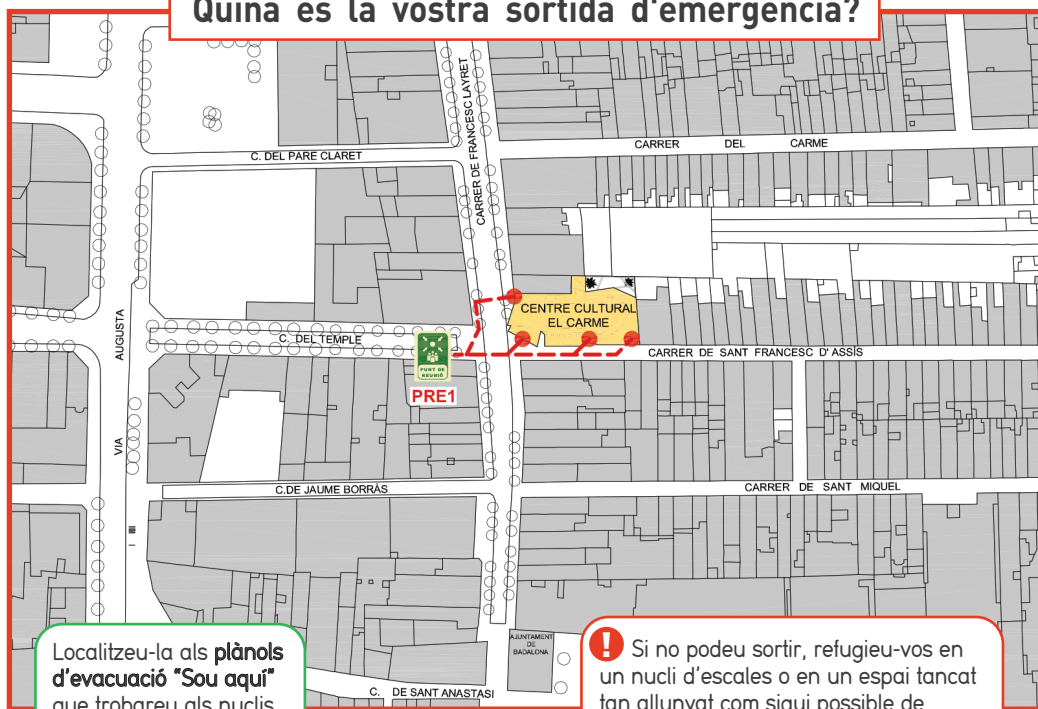 Quina és la vostra sortida d'emergència?
CARRER DE FRANCESC LAYRET
C. DEL PARE CLARET
CARRER DEL CARME
CENTRE CULTURAL
EL CARME
VIA AUGUSTA
C. DEL TEMPLE
PUNT DE
REUNIÓ
PRE1
CARRER DE SANT FRANCESC D'ASSÍS
C.DE JAUME BORRÀS
CARRER DE SANT MIQUEL
AJUNTAMENT
DE
BADALONA
C. DE SANT ANASTASI
Localitzeu-la als plànols
d'evacuació "Sou aquí"
que trobareu als nuclis
! Si no podeu sortir, refugieu-vos en
un nucli d'escales o en un espai tancat
tan allunyat com sigui possible de